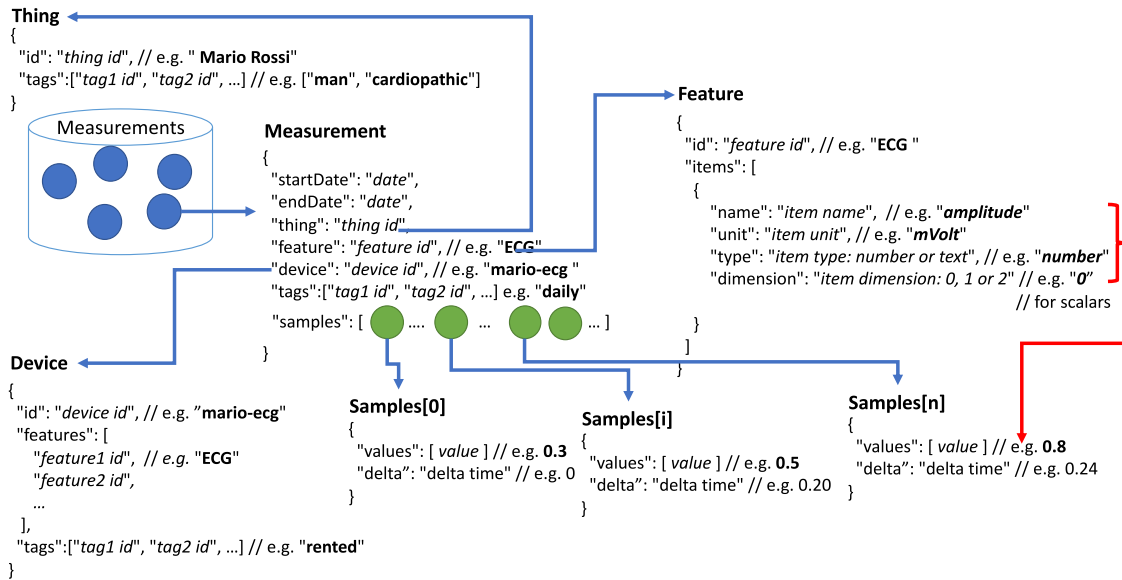 Thing
{
"id": "thing id", // e.g. " Mario Rossi"
"tags":["tag1 id", "tag2 id", …] // e.g. ["man", "cardiopathic"]
}
Measurements
Measurement
{
"startDate": "date",
"endDate": "date",
"thing": "thing id",
"feature": "feature id", // e.g. "ECG"
"device": "device id", // e.g. "mario-ecg "
"tags":["tag1 id", "tag2 id", …] e.g. "daily"
"samples": [ …. … … ]
}
Feature
{
"id": "feature id", // e.g. "ECG "
"items": [
{
"name": "item name", // e.g. "amplitude"
"unit": "item unit", // e.g. "mVolt"
"type": "item type: number or text", // e.g. "number"
"dimension": "item dimension: 0, 1 or 2" // e.g. "0”
// for scalars
}
]
}
Device
{
"id": "device id", // e.g. ”mario-ecg"
"features": [
"feature1 id", // e.g. "ECG"
"feature2 id",
…
],
"tags":["tag1 id", "tag2 id", …] // e.g. "rented"
}
Samples[0]
{
"values": [ value ] // e.g. 0.3
"delta”: "delta time" // e.g. 0
}
Samples[i]
{
"values": [ value ] // e.g. 0.5
"delta”: "delta time" // e.g. 0.20
}
Samples[n]
{
"values": [ value ] // e.g. 0.8
"delta”: "delta time" // e.g. 0.24
}